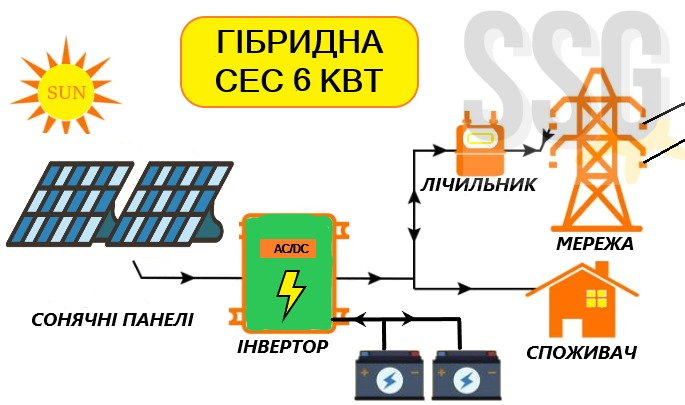 SSG
ГІБРИДНА
СЕС 6 КВТ
SUN
ЛІЧИЛЬНИК
МЕРЕЖА
AC/DC
СОНЯЧНІ ПАНЕЛІ
ІНВЕРТОР
СПОЖИВАЧ